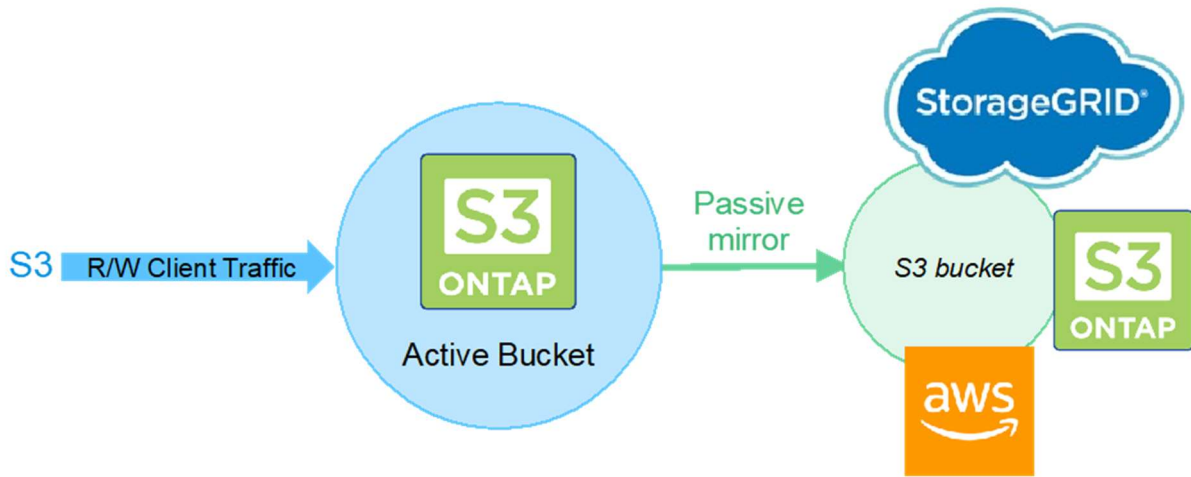 S3
R/W Client Traffic
S3
ONTAP
Active Bucket
Passive
mirror
StorageGRID®
S3 bucket
S3
ONTAP
aws